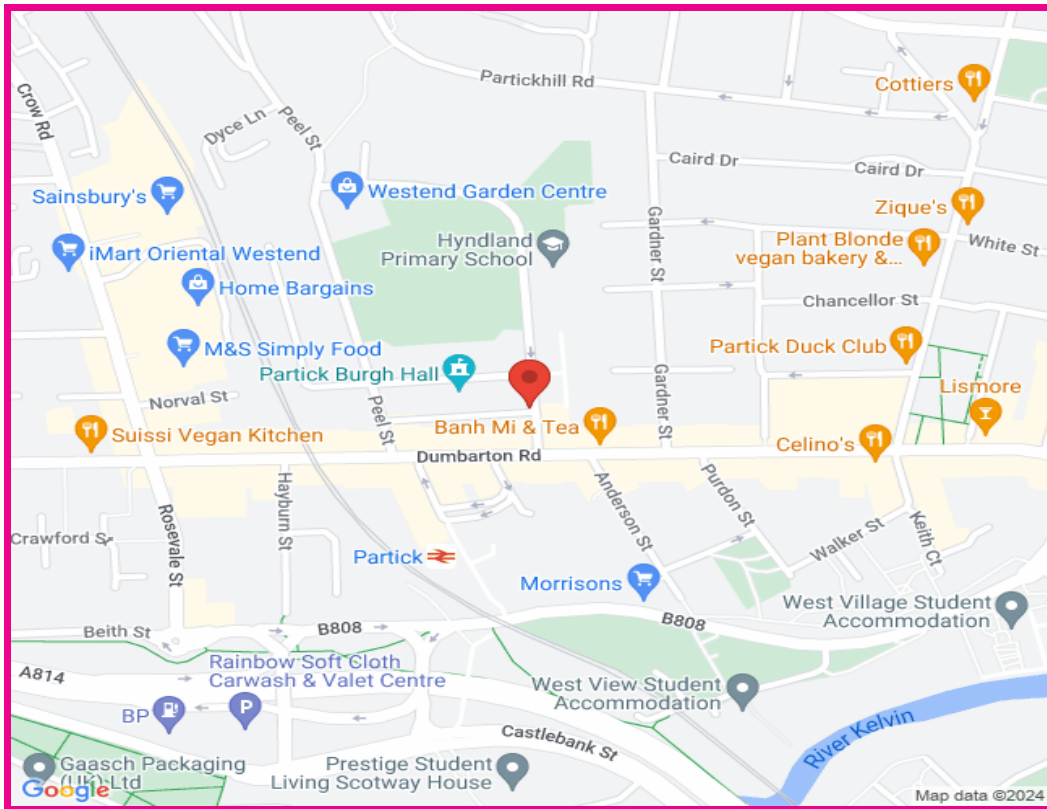 Partickhill Rd
Cottiers
Crow Rd
Dyce Ln
Peel St
Caird Dr
Caird Dr
Sainsbury's
Westend Garden Centre
Zique's
Gardner St
Hyndland
Primary School
Plant Blonde
vegan bakery &...
White St
iMart Oriental Westend
Home Bargains
Chancellor St
M&S Simply Food
Partick Duck Club
Partick Burgh Hall
Gardner St
Lismore
Norval St
Peel St
Banh Mi & Tea
Suissi Vegan Kitchen
Celino's
Dumbarton Rd
Hayburn St
Anderson St
Purdon St
Rosevale St
Walker St
Keith Ct
Crawford S
Partick
Morrisons
West Village Student
Accommodation
Beith St
B808
B808
A814
Rainbow Soft Cloth
Carwash & Valet Centre
West View Student
Accommodation
BP
P
River Kelvin
Castlebank St
Gaasch Packaging
(UK) Ltd
Prestige Student
Living Scotway House
Google
Map data ©2024